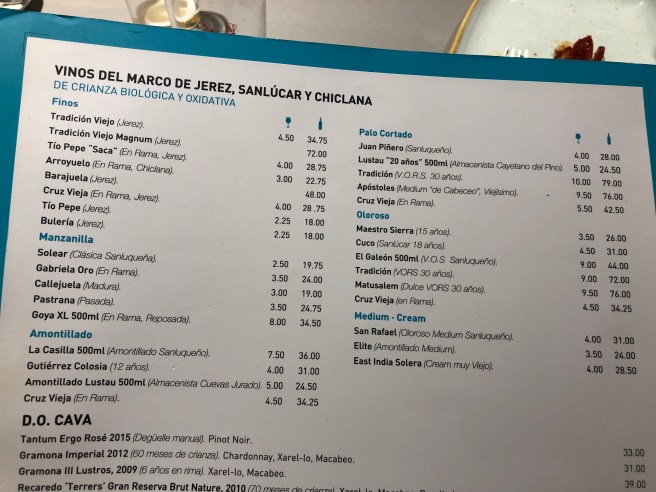 VINOS DEL MARCO DE JEREZ, SANLÚCAR Y CHICLANA
DE CRIANZA BIOLÓGICA Y OXIDATIVA
Finos
Tradición Viejo (Jerez). 4.50 34.75
Tradición Viejo Magnum (Jerez). 72.00
Tío Pepe "Saca" (En Rama, Jerez). 4.00 28.75
Arroyuelo (En Rama, Chiclana). 3.00 22.75
Barajuela (Jerez). 48.00
Cruz Vieja (En Rama, Jerez). 4.00 28.75
Tío Pepe (Jerez). 2.25 18.00
Bulería (Jerez). 2.25 18.00
Manzanilla
Solear (Clásica Sanluqueña). 2.50 19.75
Gabriela Oro (En Rama). 3.50 24.00
Callejuela (Madura). 3.00 19.00
Pastrana (Pasada). 3.50 24.75
Goya XL 500ml (En Rama, Reposada). 8.00 34.50
Amontillado
La Casilla 500ml (Amontillado Sanluqueño). 7.50 36.00
Gutiérrez Colosia (12 años). 4.00 31.00
Amontillado Lustau 500ml (Almacenista Cuevas Jurado). 5.00 24.50
Cruz Vieja (En Rama). 4.50 34.25
Palo Cortado
Juan Piñero (Sanluqueño). 4.00 28.00
Lustau "20 años" 500ml (Almacenista Cayetano del Pino). 5.00 24.50
Tradición (V.O.R.S. 30 años). 10.00 79.00
Apóstoles (Medium "de Cabeceo", Viejísimo). 9.50 76.00
Cruz Vieja (En Rama). 5.50 42.50
Oloroso
Maestro Sierra (15 años). 3.50 26.00
Cuco (Sanlúcar 18 años). 4.50 31.00
El Galeón 500ml (V.O.S Sanluqueño). 9.00 44.00
Tradición (VORS 30 años). 9.00 72.00
Matusalem (Dulce VORS 30 años). 9.50 76.00
Cruz Vieja (en Rama). 4.50 34.25
Medium - Cream
San Rafael (Oloroso Medium Sanluqueño). 4.00 31.00
Elite (Amontillado Medium). 3.50 24.00
East India Solera (Cream muy Viejo). 4.00 28.50
D.O. CAVA
Tantum Ergo Rosé 2015 (Degüelle manual). Pinot Noir. 33.00
Gramona Imperial 2012 (60 meses de crianza). Chardonnay, Xarel-lo, Macabeo. 31.00
Gramona III Lustros, 2009 (6 años en rima). Xarel-lo, Macabeo. 39.00
Recaredo 'Terrers' Gran Reserva Brut Nature, 2010 (70 meses de crianza). Xarel-lo, Macabeo